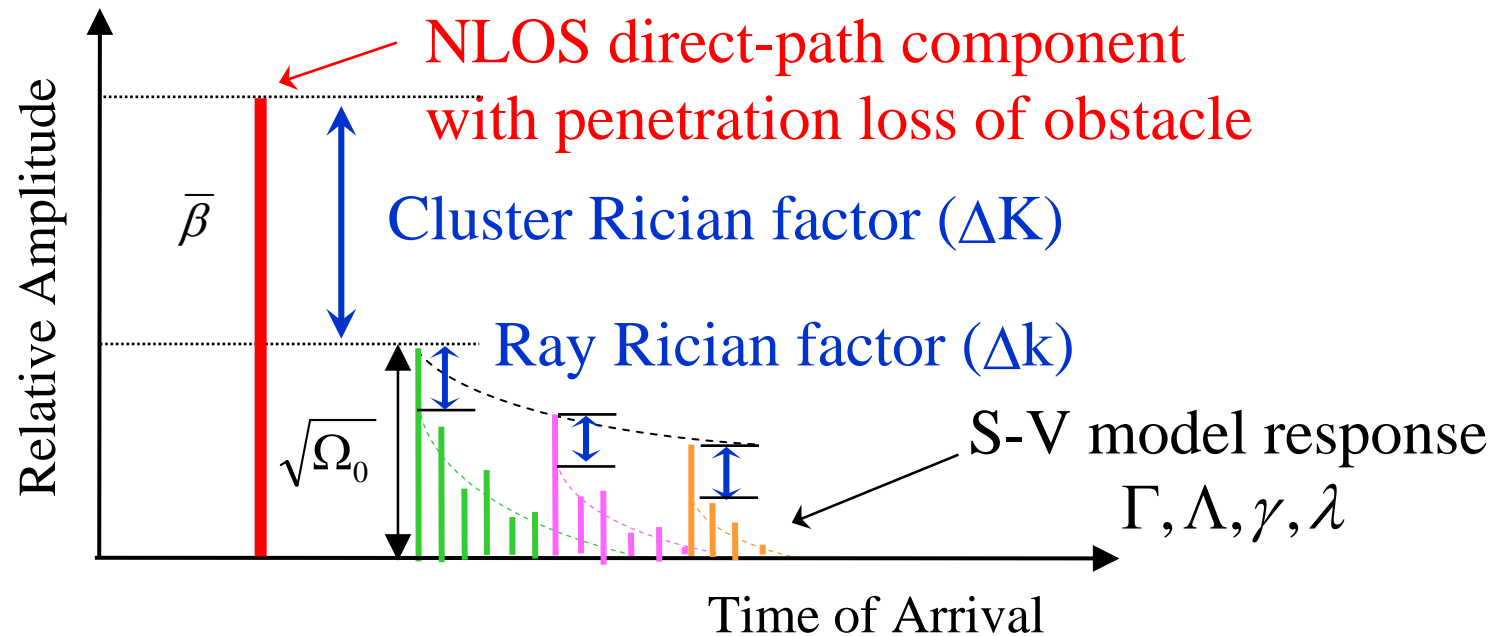 NLOS direct-path component
with penetration loss of obstacle
Relative Amplitude
β̅
Cluster Rician factor (ΔK)
Ray Rician factor (Δk)
√Ω₀
S-V model response
Γ, Λ, γ, λ
Time of Arrival